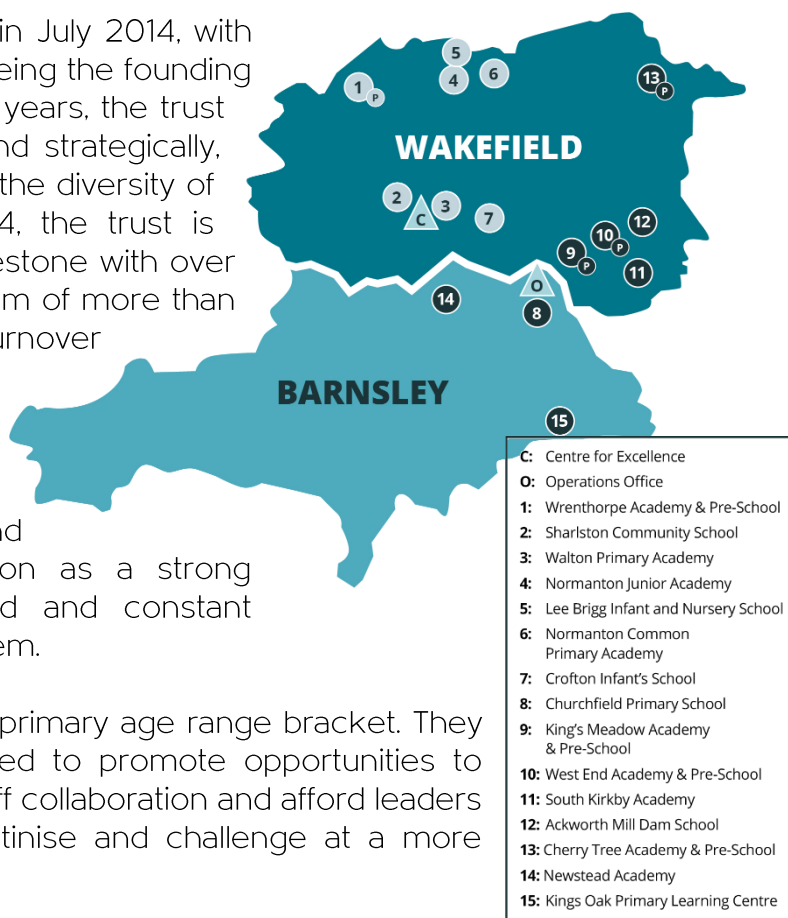 in July 2014, with
eing the founding
years, the trust
nd strategically,
the diversity of
4, the trust is
estone with over
m of more than
urnover
nd
on as a strong
d and constant
em.
primary age range bracket. They
ed to promote opportunities to
ff collaboration and afford leaders
tinise and challenge at a more
5
4
6
1
P
13
P
WAKEFIELD
2
C
3
7
12
10
P
9
P
11
O
14
8
BARNSLEY
15
C: Centre for Excellence
O: Operations Office
1: Wrenthorpe Academy & Pre-School
2: Sharlston Community School
3: Walton Primary Academy
4: Normanton Junior Academy
5: Lee Brigg Infant and Nursery School
6: Normanton Common
Primary Academy
7: Crofton Infant's School
8: Churchfield Primary School
9: King's Meadow Academy
& Pre-School
10: West End Academy & Pre-School
11: South Kirkby Academy
12: Ackworth Mill Dam School
13: Cherry Tree Academy & Pre-School
14: Newstead Academy
15: Kings Oak Primary Learning Centre